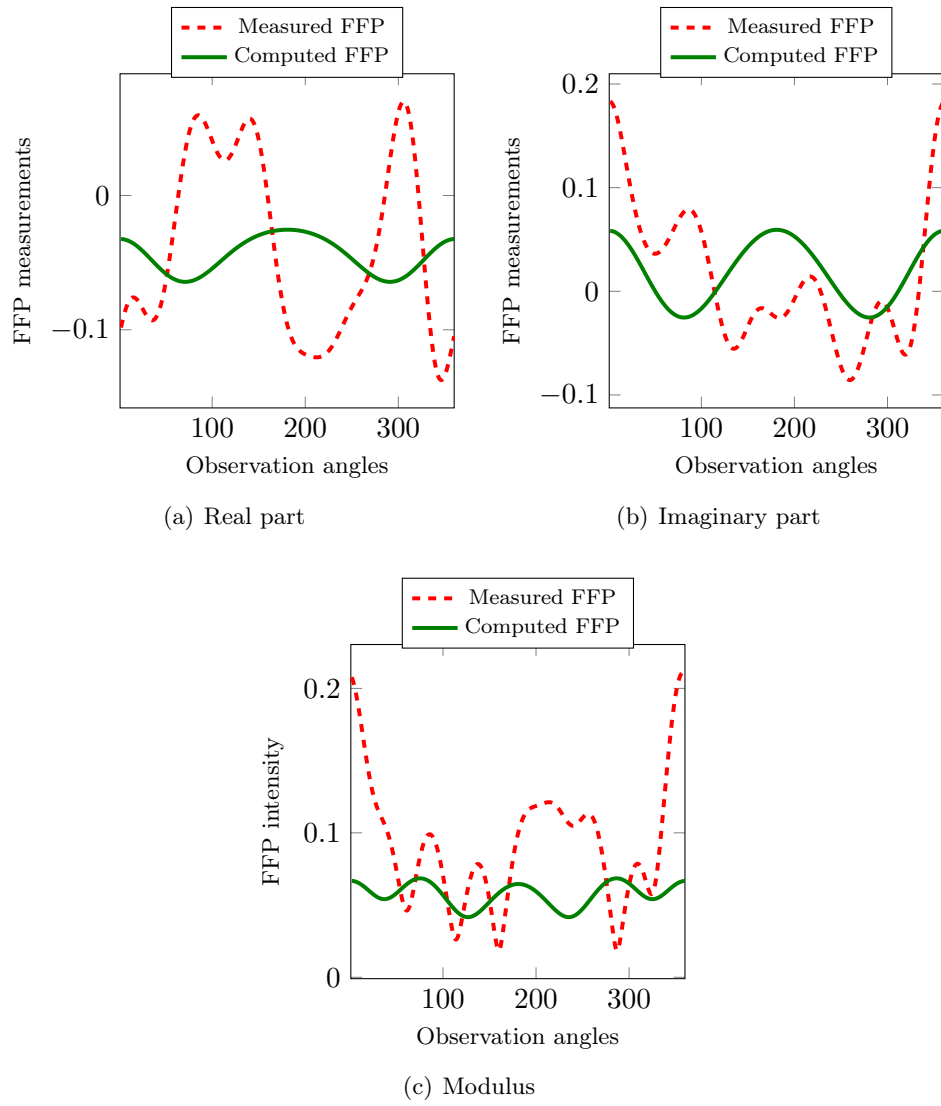 Measured FFP
Computed FFP
Measured FFP
Computed FFP
FFP measurements
0
−0.1
100 200 300
Observation angles
(a) Real part
FFP measurements
0.2
0.1
0
−0.1
100 200 300
Observation angles
(b) Imaginary part
Measured FFP
Computed FFP
FFP intensity
0.2
0.1
0
100 200 300
Observation angles
(c) Modulus